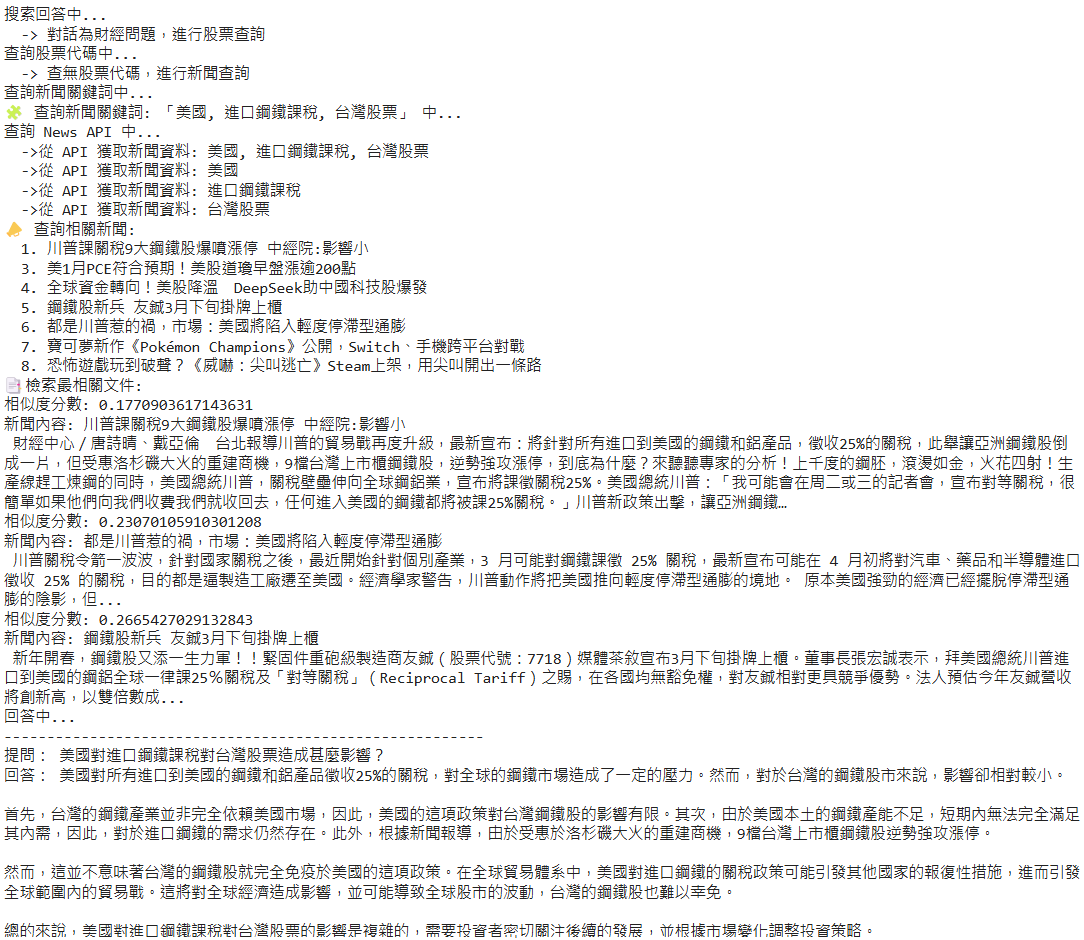 搜索回答中...
-> 對話為財經問題，進行股票查詢
查詢股票代碼中...
-> 查無股票代碼，進行新聞查詢
查詢新聞關鍵詞中...
🧩 查詢新聞關鍵詞: 「美國, 進口鋼鐵課稅, 台灣股票」 中...
查詢 News API 中...
->從 API 獲取新聞資料: 美國, 進口鋼鐵課稅, 台灣股票
->從 API 獲取新聞資料: 美國
->從 API 獲取新聞資料: 進口鋼鐵課稅
->從 API 獲取新聞資料: 台灣股票
📣 查詢相關新聞:
1. 川普課關稅9大鋼鐵股爆噴漲停 中經院:影響小
3. 美1月PCE符合預期！美股道瓊早盤漲逾200點
4. 全球資金轉向！美股降溫　DeepSeek助中國科技股爆發
5. 鋼鐵股新兵 友鋮3月下旬掛牌上櫃
6. 都是川普惹的禍，市場：美國將陷入輕度停滯型通膨
7. 寶可夢新作《Pokémon Champions》公開，Switch、手機跨平台對戰
8. 恐怖遊戲玩到破聲？《威嚇：尖叫逃亡》Steam上架，用尖叫開出一條路
📑檢索最相關文件:
相似度分數: 0.1770903617143631
新聞內容: 川普課關稅9大鋼鐵股爆噴漲停 中經院:影響小
財經中心／唐詩晴、戴亞倫　台北報導川普的貿易戰再度升級，最新宣布：將針對所有進口到美國的鋼鐵和鋁產品，徵收25%的關稅，此舉讓亞洲鋼鐵股倒
成一片，但受惠洛杉磯大火的重建商機，9檔台灣上市櫃鋼鐵股，逆勢強攻漲停，到底為什麼？來聽聽專家的分析！上千度的鋼胚，滾燙如金，火花四射！生
產線趕工煉鋼的同時，美國總統川普，關稅壁壘伸向全球鋼鋁業，宣布將課徵關稅25%。美國總統川普：「我可能會在周二或三的記者會，宣布對等關稅，很
簡單如果他們向我們收費我們就收回去，任何進入美國的鋼鐵都將被課25%關稅。」川普新政策出擊，讓亞洲鋼鐵…
相似度分數: 0.23070105910301208
新聞內容: 都是川普惹的禍，市場：美國將陷入輕度停滯型通膨
川普關稅令箭一波波，針對國家關稅之後，最近開始針對個別產業，3 月可能對鋼鐵課徵 25% 關稅，最新宣布可能在 4 月初將對汽車、藥品和半導體進口
徵收 25% 的關稅，目的都是逼製造工廠遷至美國。經濟學家警告，川普動作將把美國推向輕度停滯型通膨的境地。 原本美國強勁的經濟已經擺脫停滯型通
膨的陰影，但...
相似度分數: 0.2665427029132843
新聞內容: 鋼鐵股新兵 友鋮3月下旬掛牌上櫃
新年開春，鋼鐵股又添一生力軍！！緊固件重砲級製造商友鋮（股票代號：7718）媒體茶敘宣布3月下旬掛牌上櫃。董事長張宏誠表示，拜美國總統川普進
口到美國的鋼鋁全球一律課25％關稅及「對等關稅」（Reciprocal Tariff）之賜，在各國均無豁免權，對友鋮相對更具競爭優勢。法人預估今年友鋮營收
將創新高，以雙倍數成...
回答中...
-------------------------------------------------------
提問： 美國對進口鋼鐵課稅對台灣股票造成甚麼影響？
回答： 美國對所有進口到美國的鋼鐵和鋁產品徵收25%的關稅，對全球的鋼鐵市場造成了一定的壓力。然而，對於台灣的鋼鐵股市來說，影響卻相對較小。
首先，台灣的鋼鐵產業並非完全依賴美國市場，因此，美國的這項政策對台灣鋼鐵股的影響有限。其次，由於美國本土的鋼鐵產能不足，短期內無法完全滿足
其內需，因此，對於進口鋼鐵的需求仍然存在。此外，根據新聞報導，由於受惠於洛杉磯大火的重建商機，9檔台灣上市櫃鋼鐵股逆勢強攻漲停。
然而，這並不意味著台灣的鋼鐵股就完全免疫於美國的這項政策。在全球貿易體系中，美國對進口鋼鐵的關稅政策可能引發其他國家的報復性措施，進而引發
全球範圍內的貿易戰。這將對全球經濟造成影響，並可能導致全球股市的波動，台灣的鋼鐵股也難以幸免。
總的來說，美國對進口鋼鐵課稅對台灣股票的影響是複雜的，需要投資者密切關注後續的發展，並根據市場變化調整投資策略。